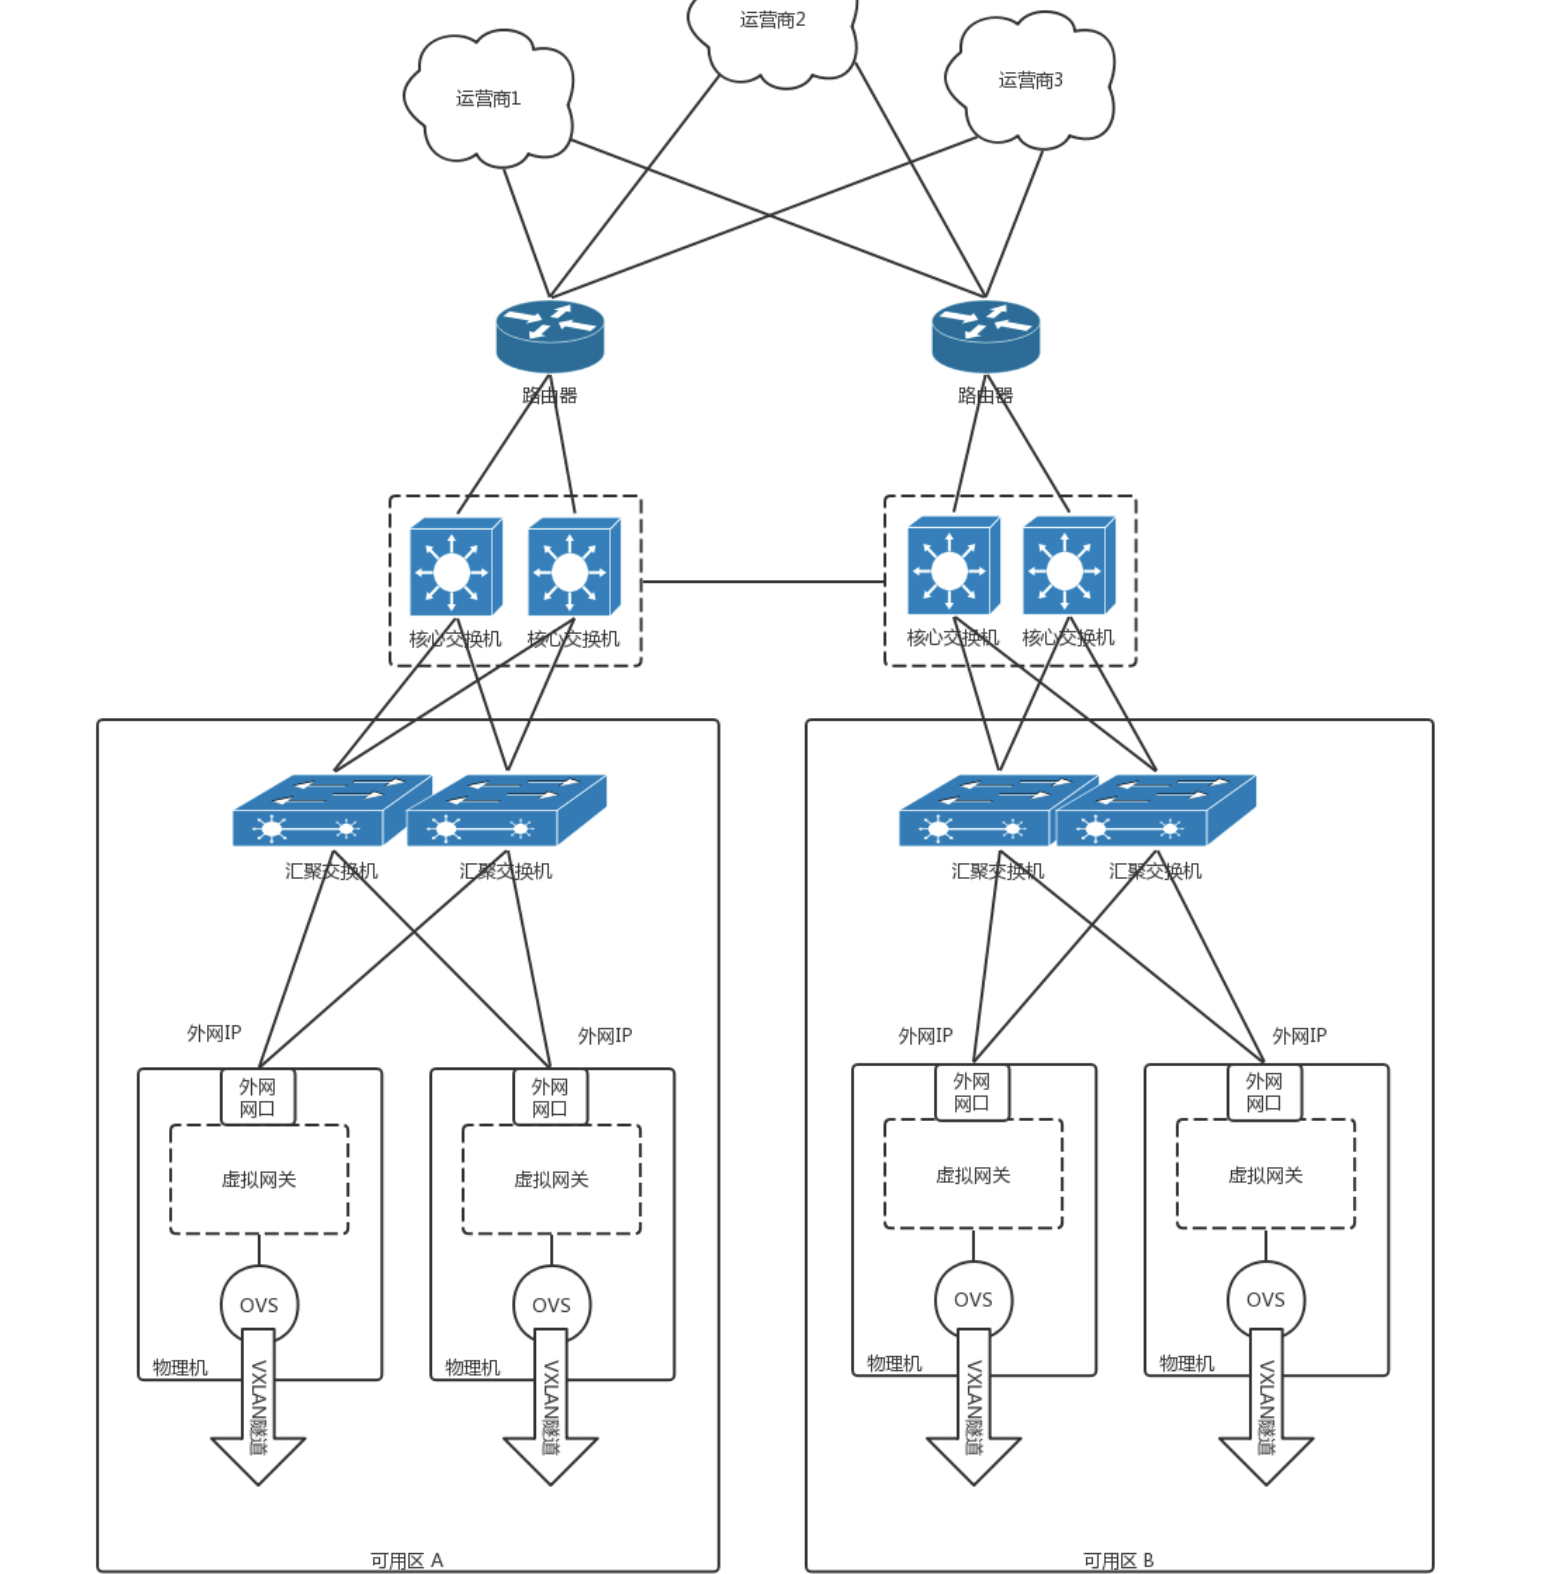 运营商2
运营商1
运营商3
路由器
路由器
核心交换机
核心交换机
核心交换机
核心交换机
汇聚交换机
汇聚交换机
汇聚交换机
汇聚交换机
外网IP
外网IP
外网IP
外网IP
外网
网口
外网
网口
外网
网口
外网
网口
虚拟网关
虚拟网关
虚拟网关
虚拟网关
OVS
OVS
OVS
OVS
物理机
物理机
物理机
物理机
VXLAN隧道
VXLAN隧道
VXLAN隧道
VXLAN隧道
可用区 A
可用区 B